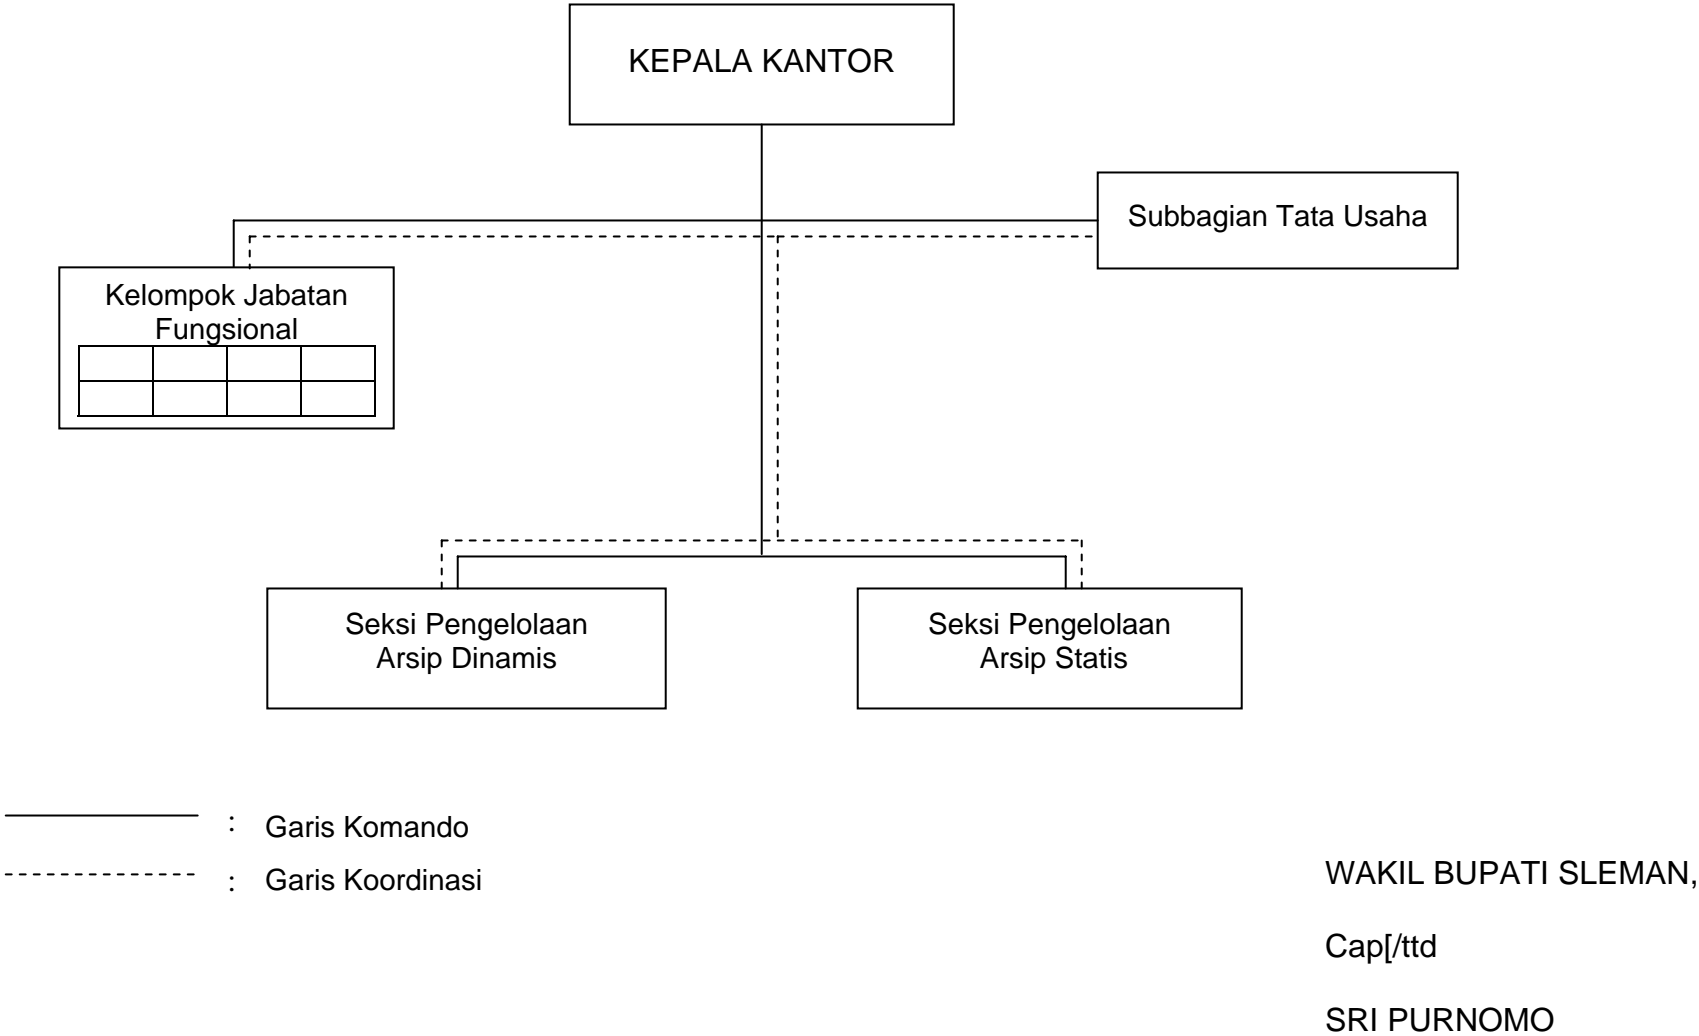 KEPALA KANTOR
Subbagian Tata Usaha
Kelompok Jabatan
Fungsional
Seksi Pengelolaan
Arsip Dinamis
Seksi Pengelolaan
Arsip Statis
: Garis Komando
: Garis Koordinasi
WAKIL BUPATI SLEMAN,
Cap[/ttd
SRI PURNOMO